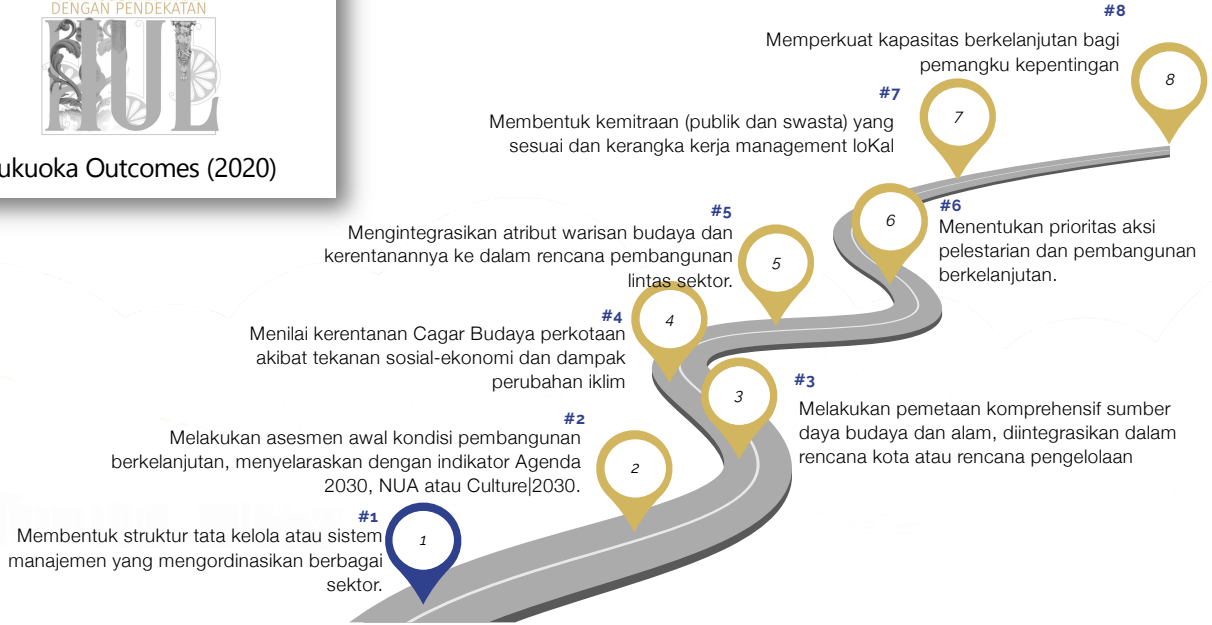 DENGAN PENDEKATAN
HUL
ukuoka Outcomes (2020)
#8
Memperkuat kapasitas berkelanjutan bagi
pemangku kepentingan
8
#7
Membentuk kemitraan (publik dan swasta) yang
sesuai dan kerangka kerja management loKal
7
#6
Menentukan prioritas aksi
pelestarian dan pembangunan
berkelanjutan.
6
#5
Mengintegrasikan atribut warisan budaya dan
kerentanannya ke dalam rencana pembangunan
lintas sektor.
5
#4
Menilai kerentanan Cagar Budaya perkotaan
akibat tekanan sosial-ekonomi dan dampak
perubahan iklim
4
#3
Melakukan pemetaan komprehensif sumber
daya budaya dan alam, diintegrasikan dalam
rencana kota atau rencana pengelolaan
3
#2
Melakukan asesmen awal kondisi pembangunan
berkelanjutan, menyelaraskan dengan indikator Agenda
2030, NUA atau Culture|2030.
2
#1
Membentuk struktur tata kelola atau sistem
manajemen yang mengordinasikan berbagai
sektor.
1